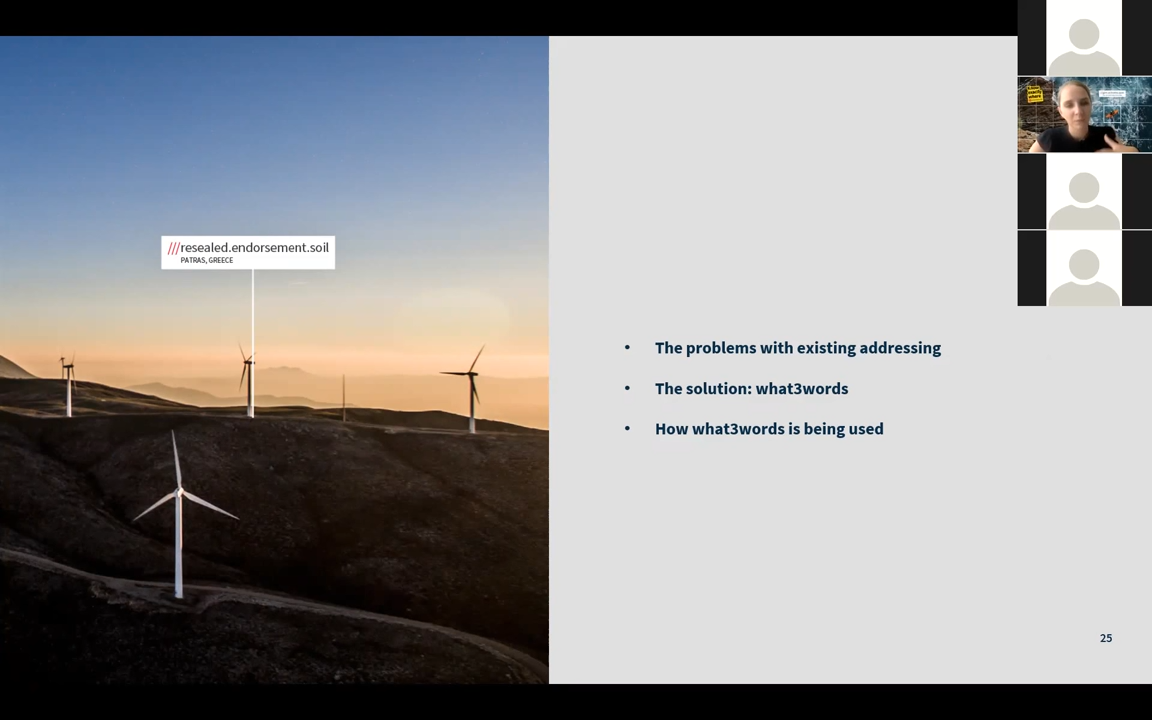 ///resealed.endorsement.soil
PATRAS, GREECE
• The problems with existing addressing
• The solution: what3words
• How what3words is being used
25